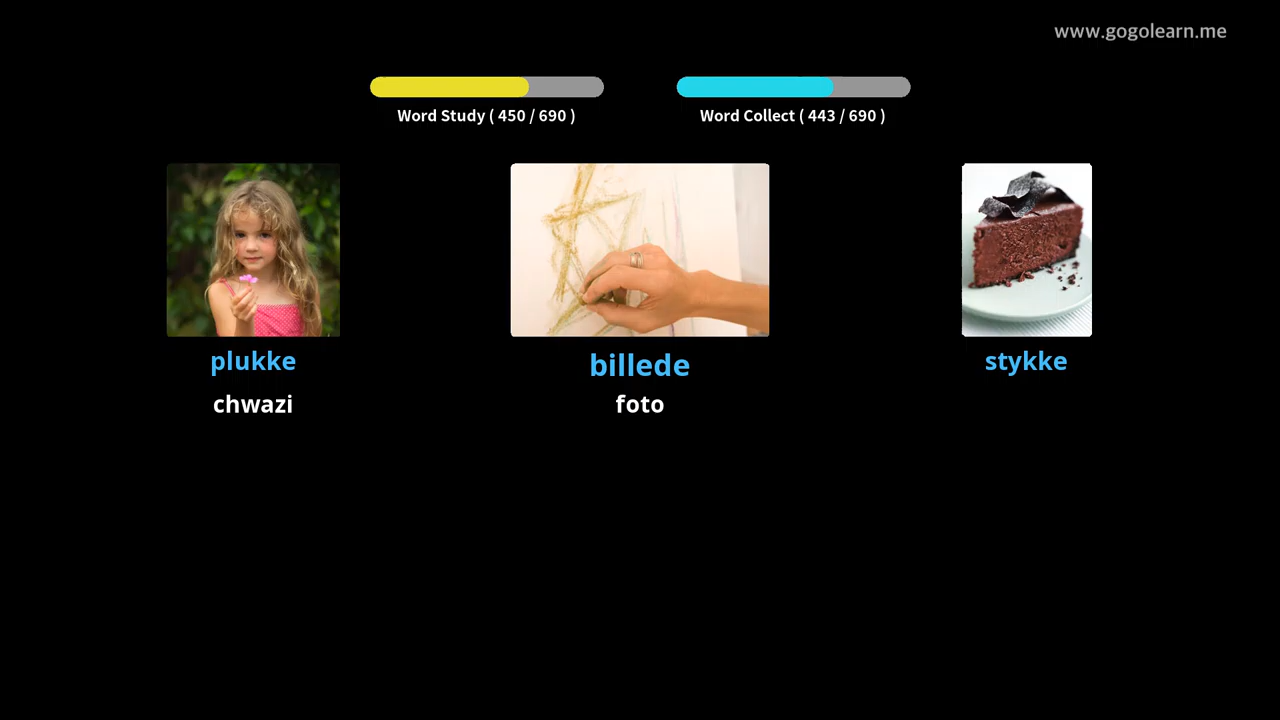 www.gogolearn.me
Word Study ( 450 / 690 )
Word Collect ( 443 / 690 )
plukke
billede
stykke
chwazi
foto